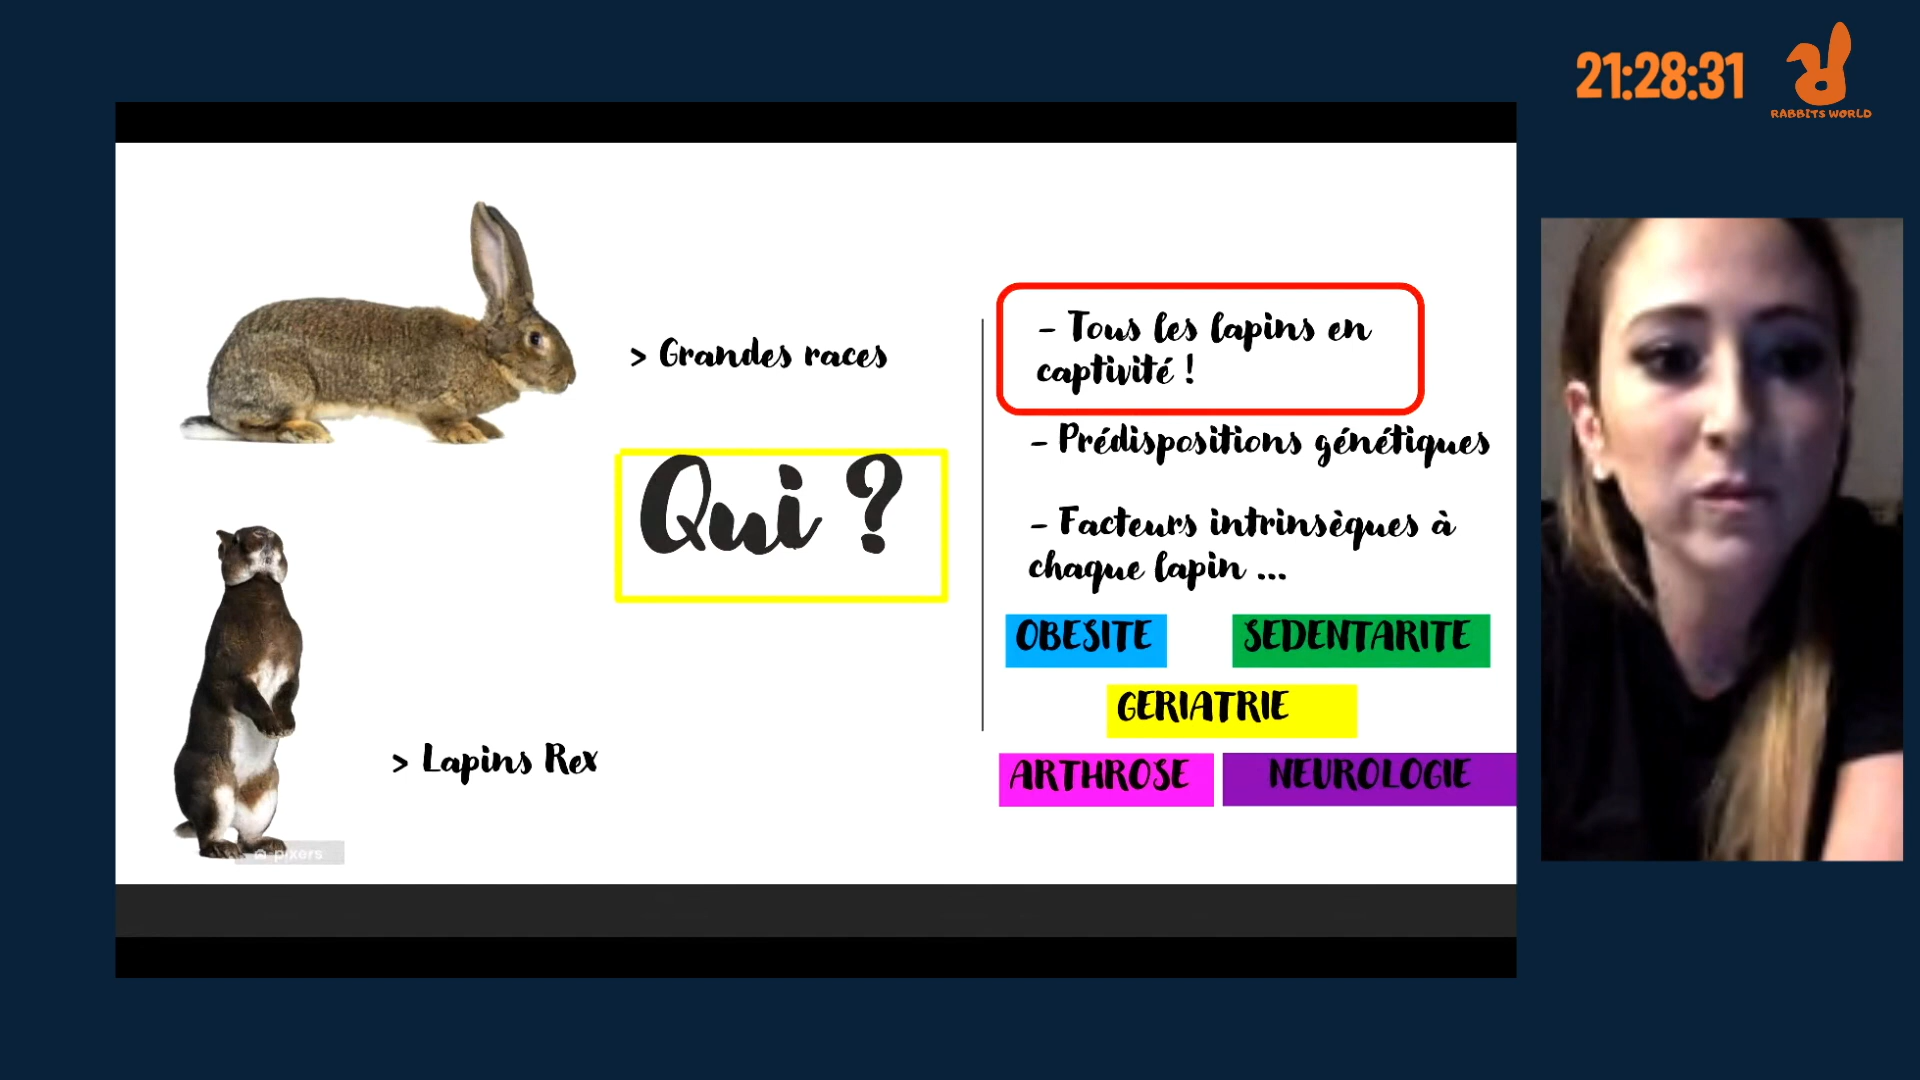 21:28:31
RABBITS WORLD
> Grandes races
Qui ?
> Lapins Rex
pixers
- Tous les lapins en
captivité !
- Prédispositions génétiques
- Facteurs intrinsèques à
chaque lapin ...
OBESITE
SEDENTARITE
GERIATRIE
ARTHROSE
NEUROLOGIE